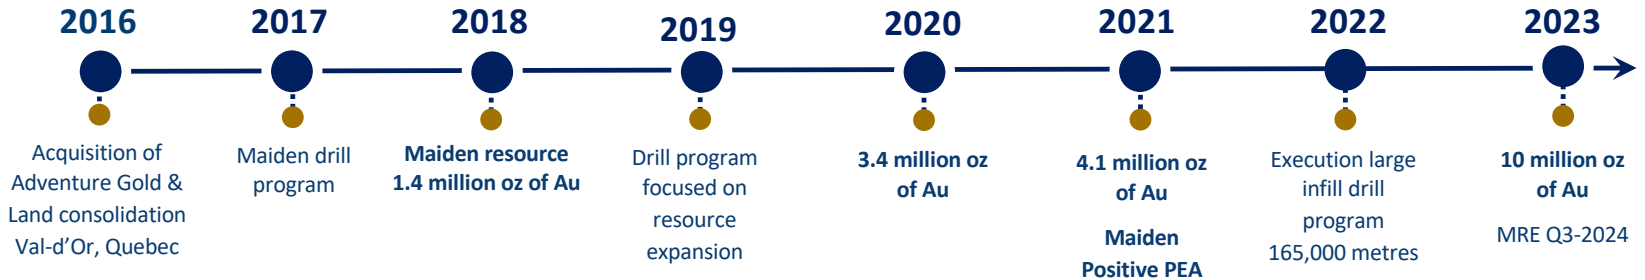 2016
Acquisition of
Adventure Gold &
Land consolidation
Val-d’Or, Quebec
2017
Maiden drill
program
2018
Maiden resource
1.4 million oz of Au
2019
Drill program
focused on
resource
expansion
2020
3.4 million oz
of Au
2021
4.1 million oz
of Au
Maiden
Positive PEA
2022
Execution large
infill drill
program
165,000 metres
2023
10 million oz
of Au
MRE Q3-2024